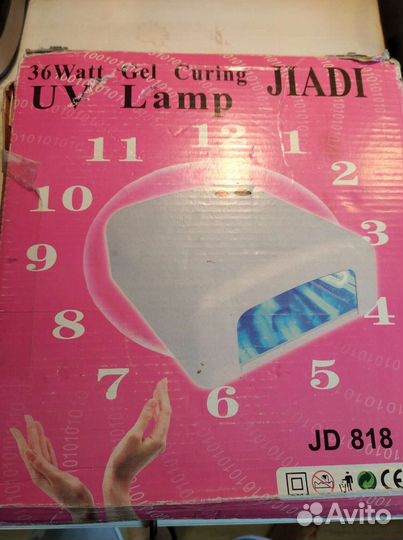 36Watt Gel Curing JIADI
UV Lamp
12
11 1
10 2
9 3
8 4
7 6
JD 818
CE
Avito